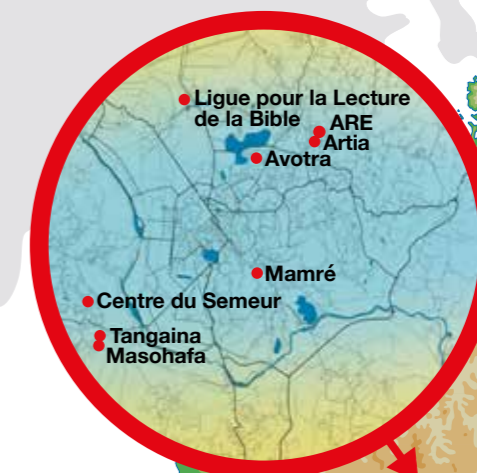 Ligue pour la Lecture
de la Bible
ARE
Artia
Avotra
Mamré
Centre du Semeur
Tangaina
Masohafa